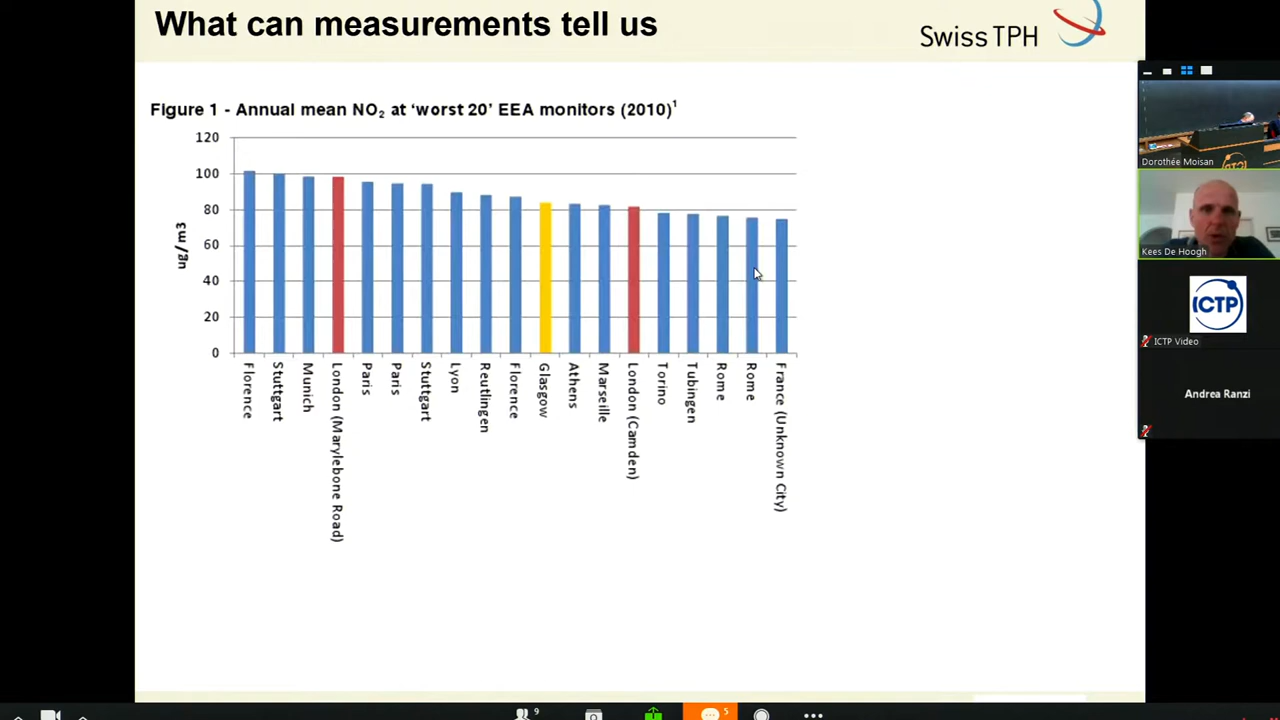 What can measurements tell us
Swiss TPH
Figure 1 - Annual mean NO₂ at ‘worst 20’ EEA monitors (2010)¹
120
100
80
60
40
20
0
ug/m3
Florence
Stuttgart
Munich
London (Marylebone Road)
Paris
Paris
Stuttgart
Lyon
Reutlingen
Florence
Glasgow
Athens
Marseille
London (Camden)
Torino
Tubingen
Rome
Rome
France (Unknown City)
Dorothée Moisan
Kees De Hoogh
ICTP
ICTP Video
Andrea Ranzi
9
5